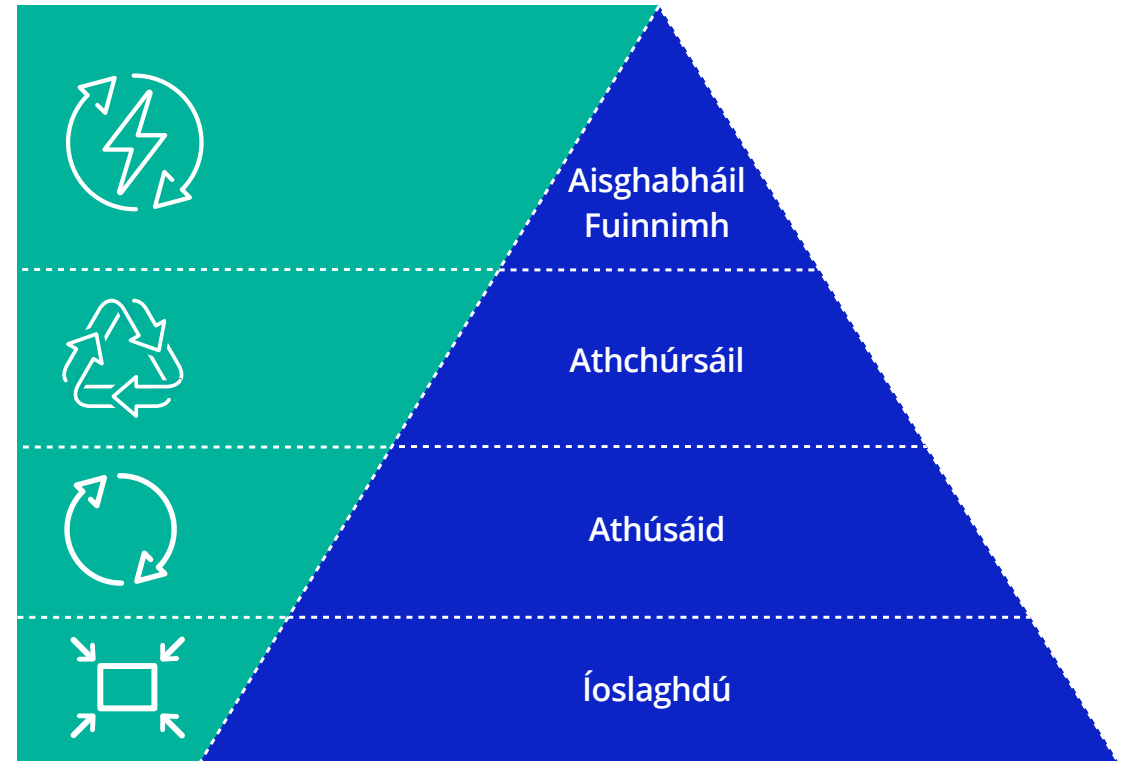 Aisghabháil
Fuinnimh
Athchúrsáil
Athúsáid
Íoslaghdú